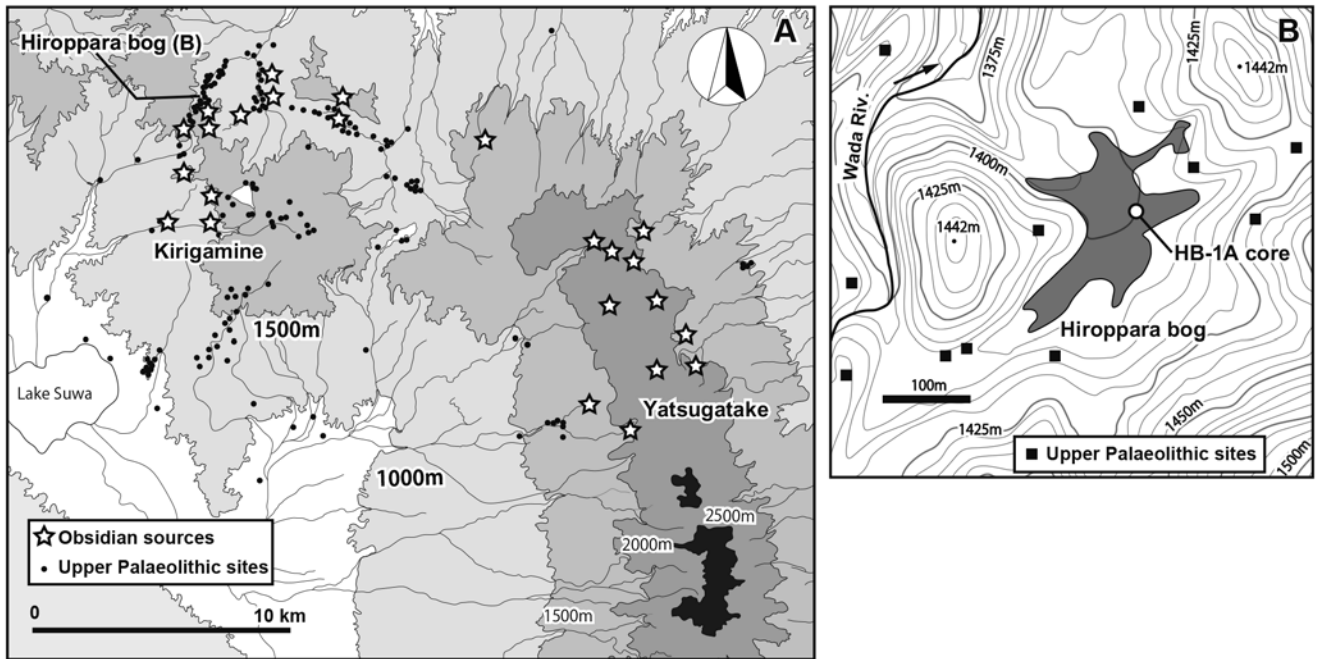 A
Hiroppara bog (B)
Kirigamine
1500m
Lake Suwa
Yatsugatake
1000m
2500m
2000m
1500m
Obsidian sources
Upper Palaeolithic sites
0 10 km
B
1425m
1442m
1375m
Wada Riv.
1400m
1425m
1442m
HB-1A core
Hiroppara bog
100m
1425m
1450m
1500m
Upper Palaeolithic sites